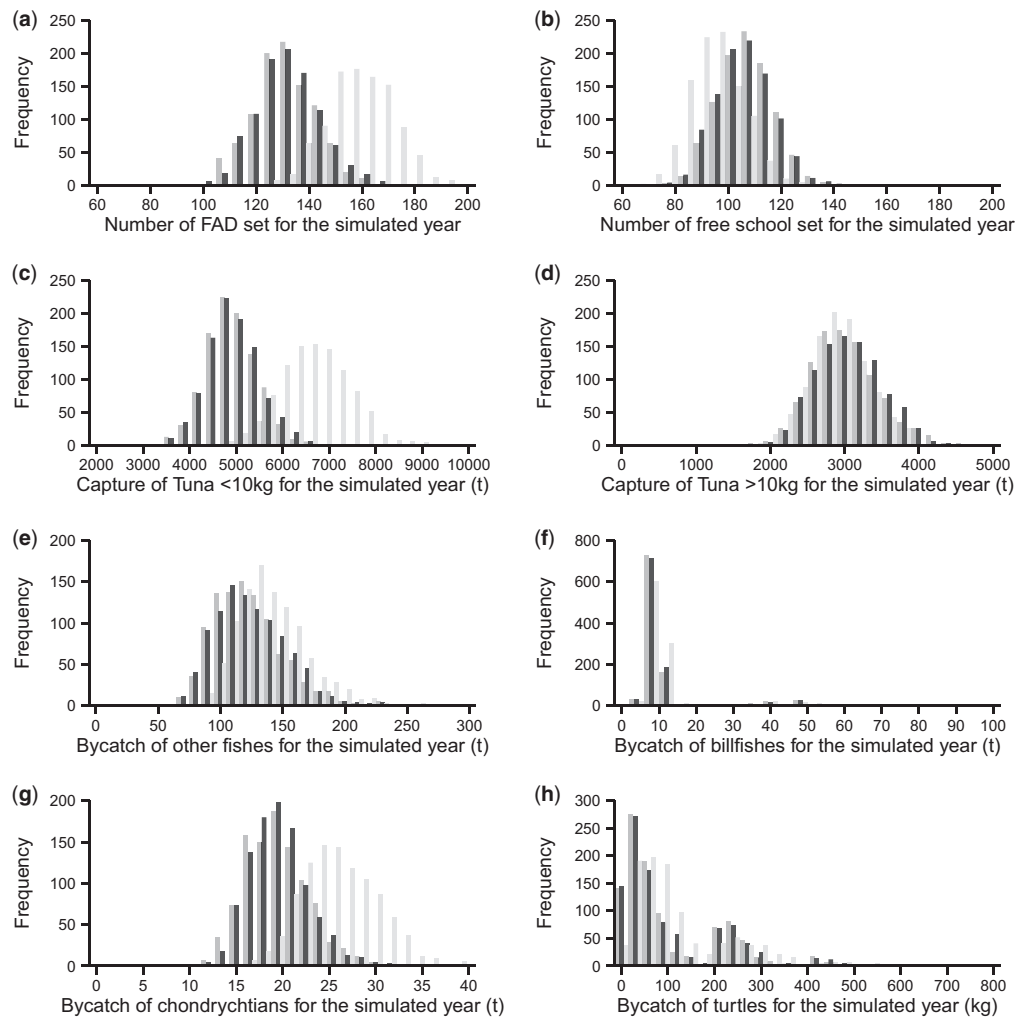 (a)
250
200
150
100
50
0
Frequency
60 80 100 120 140 160 180 200
Number of FAD set for the simulated year
(b)
250
200
150
100
50
0
Frequency
60 80 100 120 140 160 180 200
Number of free school set for the simulated year
(c)
250
200
150
100
50
0
Frequency
2000 3000 4000 5000 6000 7000 8000 9000 10000
Capture of Tuna <10kg for the simulated year (t)
(d)
250
200
150
100
50
0
Frequency
0 1000 2000 3000 4000 5000
Capture of Tuna >10kg for the simulated year (t)
(e)
200
150
100
50
0
Frequency
0 50 100 150 200 250 300
Bycatch of other fishes for the simulated year (t)
(f)
800
600
400
200
0
Frequency
0 10 20 30 40 50 60 70 80 90 100
Bycatch of billfishes for the simulated year (t)
(g)
200
150
100
50
0
Frequency
0 5 10 15 20 25 30 35 40
Bycatch of chondrychtians for the simulated year (t)
(h)
300
250
200
150
100
50
0
Frequency
0 100 200 300 400 500 600 700 800
Bycatch of turtles for the simulated year (kg)